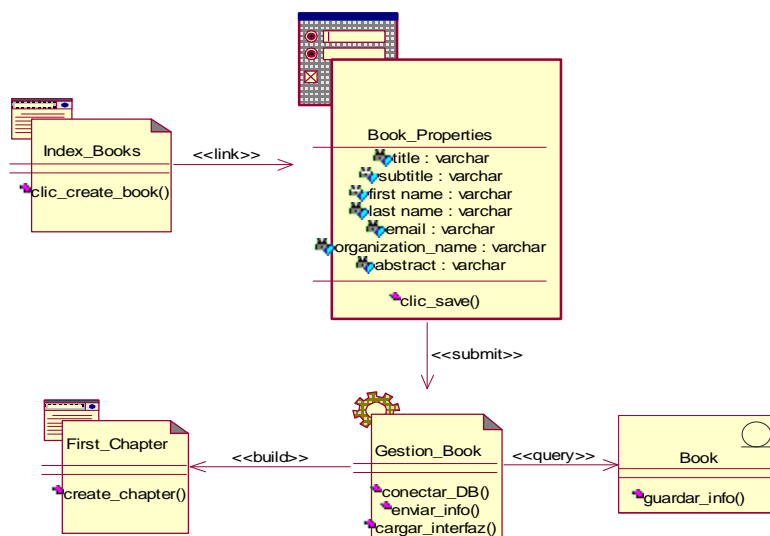 Index_Books
clic_create_book()
<<link>>
Book_Properties
title : varchar
subtitle : varchar
first name : varchar
last name : varchar
email : varchar
organization_name : varchar
abstract : varchar
clic_save()
<<submit>>
First_Chapter
create_chapter()
<<build>>
Gestion_Book
conectar_DB()
enviar_info()
cargar_interfaz()
<<query>>
Book
guardar_info()